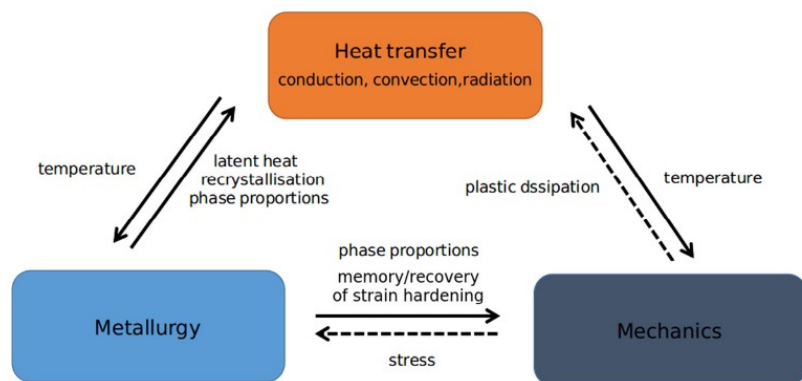 Heat transfer
conduction, convection,radiation
temperature
latent heat
recrystallisation
phase proportions
plastic dssipation
temperature
phase proportions
memory/recovery
of strain hardening
Metallurgy
Mechanics
stress